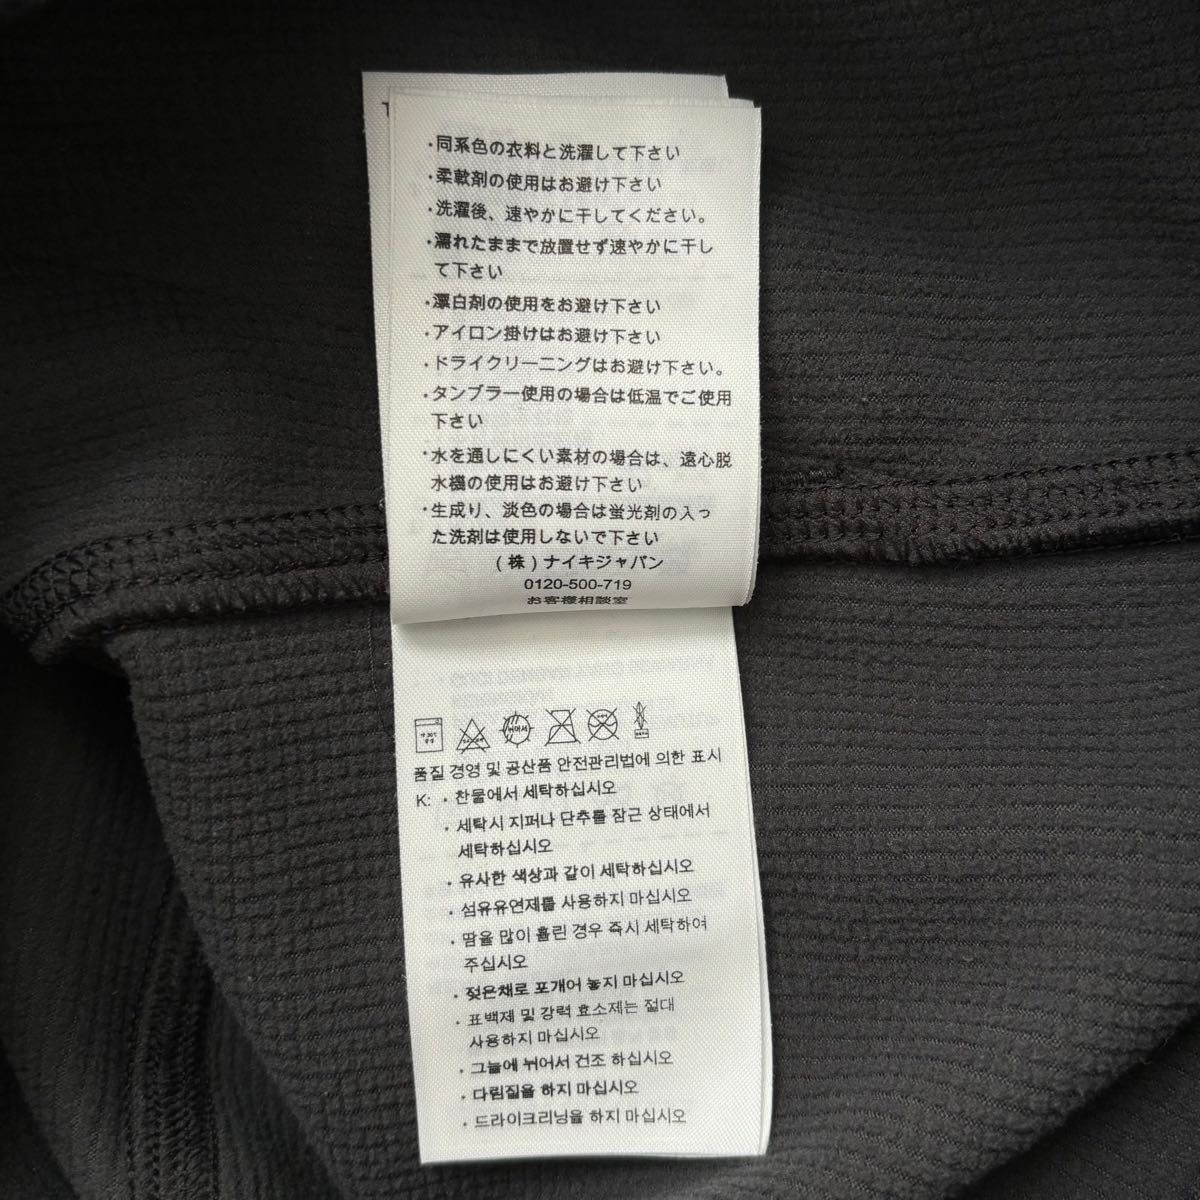 T
・同系色の衣料と洗濯して下さい
・柔軟剤の使用はお避け下さい
・洗濯後、速やかに干してください。
・濡れたままで放置せず速やかに干し
て下さい
・漂白剤の使用をお避け下さい
・アイロン掛けはお避け下さい
・ドライクリーニングはお避け下さい。
・タンブラー使用の場合は低温でご使用
下さい
・水を通しにくい素材の場合は、遠心脱
水機の使用はお避け下さい
・生成り、淡色の場合は蛍光剤の入っ
た洗剤は使用しないで下さい
(株)ナイキジャパン
0120-500-719
お客様相談室
품질 경영 및 공산품 안전관리법에 의한 표시
K: • 찬물에서 세탁하십시오
• 세탁시 지퍼나 단추를 잠근 상태에서
세탁하십시오
• 유사한 색상과 같이 세탁하십시오
• 섬유유연제를 사용하지 마십시오
• 땀을 많이 흘린 경우 즉시 세탁하여
주십시오
• 젖은채로 포개어 놓지 마십시오
• 표백제 및 강력 효소제는 절대
사용하지 마십시오
• 그늘에 뉘어서 건조 하십시오
• 다림질을 하지 마십시오
• 드라이크리닝을 하지 마십시오